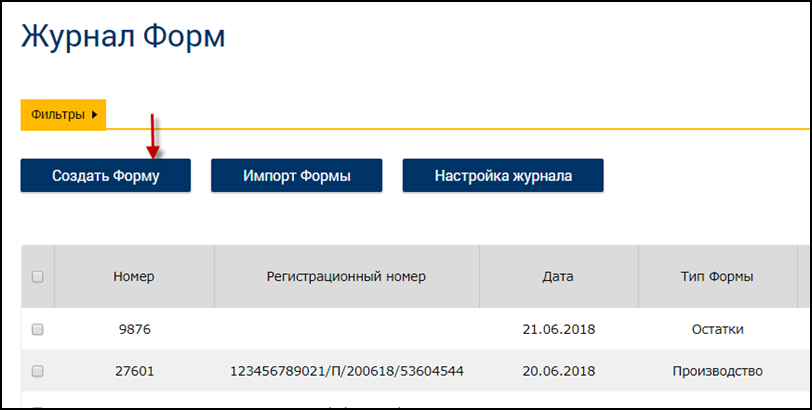 Журнал Форм
Фильтры
Создать Форму Импорт Формы Настройка журнала
Номер Регистрационный номер Дата Тип Формы
9876 21.06.2018 Остатки
27601 123456789021/П/200618/53604544 20.06.2018 Производство